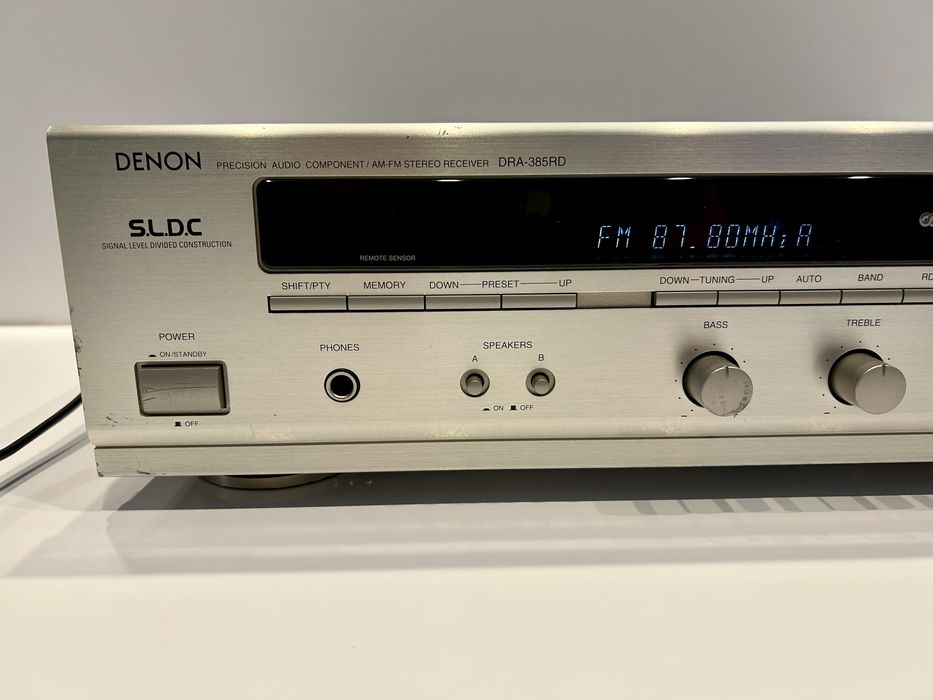 DENON PRECISION AUDIO COMPONENT / AM-FM STEREO RECEIVER DRA-385RD
S.L.D.C
SIGNAL LEVEL DIVIDED CONSTRUCTION
FM 87.80MHz A
REMOTE SENSOR
SHIFT/PTY MEMORY DOWN PRESET UP DOWN TUNING UP AUTO BAND RD
POWER
ON/STANDBY
OFF
PHONES
SPEAKERS
A B
ON OFF
BASS
TREBLE